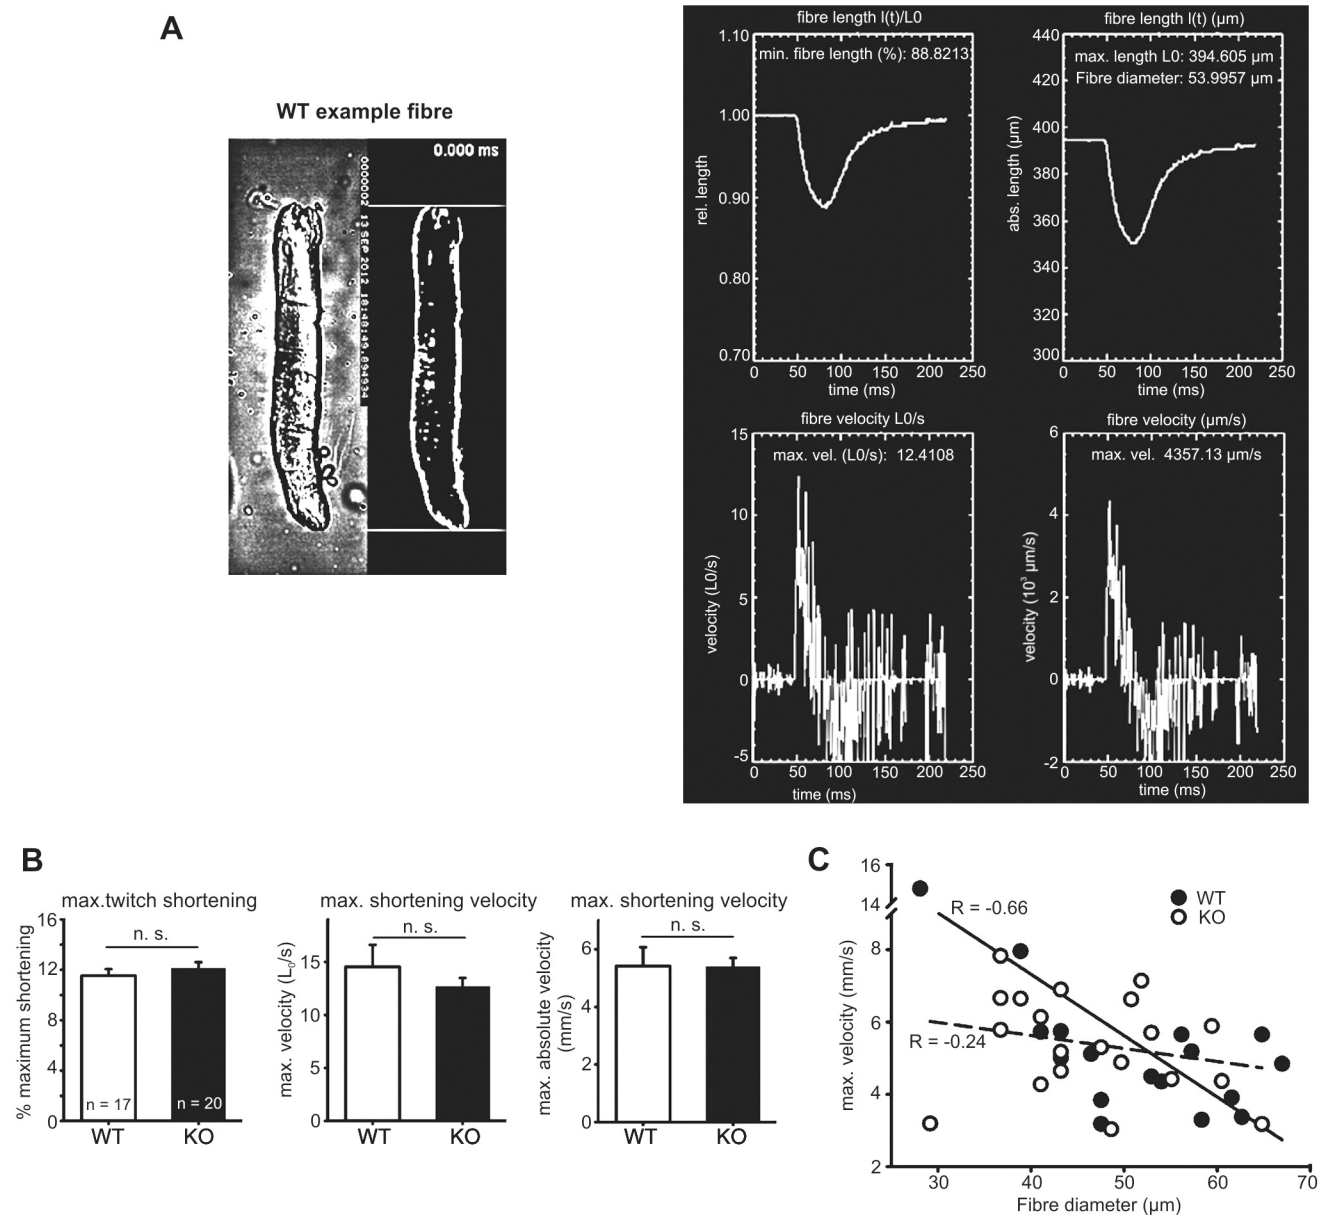 A
WT example fibre
0.000 ms
00000002 13 SEP 2012 18:48:49.694934
fibre length l(t)/L0
min. fibre length (%): 88.8213
1.10
1.00
0.90
0.80
0.70
rel. length
0 50 100 150 200 250
time (ms)
fibre length l(t) (µm)
max. length L0: 394.605 µm
Fibre diameter: 53.9957 µm
440
420
400
380
360
340
320
300
abs. length (µm)
0 50 100 150 200 250
time (ms)
fibre velocity L0/s
max. vel. (L0/s): 12.4108
15
10
5
0
-5
velocity (L0/s)
0 50 100 150 200 250
time (ms)
fibre velocity (µm/s)
max. vel. 4357.13 µm/s
6
4
2
0
-2
velocity (10³ µm/s)
0 50 100 150 200 250
time (ms)
B
max.twitch shortening
n. s.
16
12
8
4
0
% maximum shortening
n = 17
n = 20
WT KO
max. shortening velocity
n. s.
15
10
5
0
max. velocity (L₀/s)
WT KO
max. shortening velocity
n. s.
6
4
2
0
max. absolute velocity
(mm/s)
WT KO
C
16
14
8
6
4
2
max. velocity (mm/s)
R = -0.66
R = -0.24
WT
KO
30 40 50 60 70
Fibre diameter (µm)